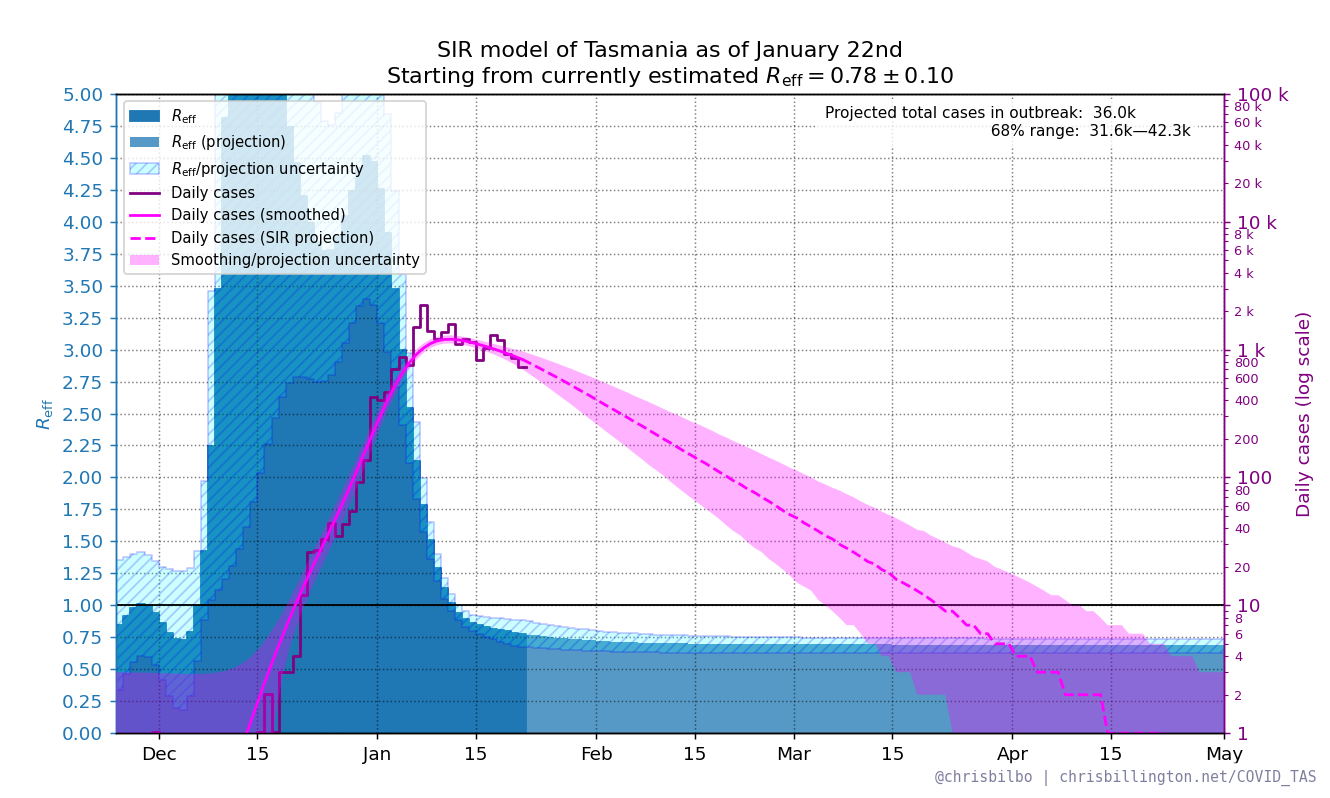 SIR model of Tasmania as of January 22nd
Starting from currently estimated R_eff = 0.78 ± 0.10
Projected total cases in outbreak: 36.0k
68% range: 31.6k—42.3k
R_eff
R_eff (projection)
R_eff/projection uncertainty
Daily cases
Daily cases (smoothed)
Daily cases (SIR projection)
Smoothing/projection uncertainty
R_eff
5.00
4.75
4.50
4.25
4.00
3.75
3.50
3.25
3.00
2.75
2.50
2.25
2.00
1.75
1.50
1.25
1.00
0.75
0.50
0.25
0.00
100 k
80 k
60 k
40 k
20 k
10 k
8 k
6 k
4 k
2 k
1 k
800
600
400
200
100
80
60
40
20
10
8
6
4
2
1
Daily cases (log scale)
Dec 15 Jan 15 Feb 15 Mar 15 Apr 15 May
@chrisbilbo | chrisbillington.net/COVID_TAS